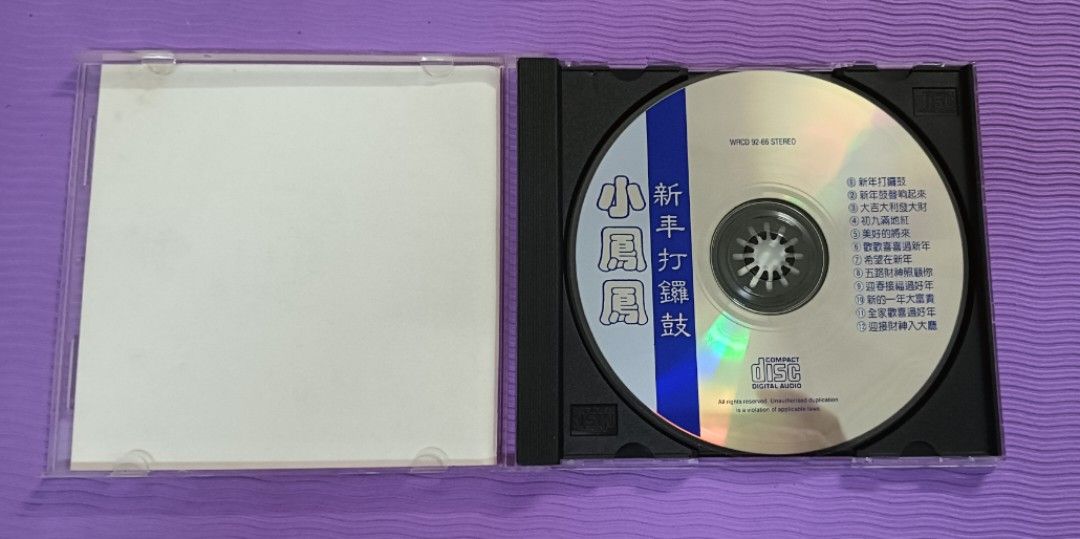 小鳳鳳
新年打鑼鼓
WRCD 92-66 STEREO
① 新年打鑼鼓
② 新年鼓聲响起來
③ 大吉大利發大財
④ 初九滿地紅
⑤ 美好的將來
⑥ 歡歡喜喜過新年
⑦ 希望在新年
⑧ 五路財神照顧你
⑨ 迎春接福過好年
⑩ 新的一年大富貴
⑪ 全家歡喜過好年
⑫ 迎接財神入大廳
COMPACT
disc
DIGITAL AUDIO
All rights reserved. Unauthorised duplication
is a violation of applicable laws.
disc